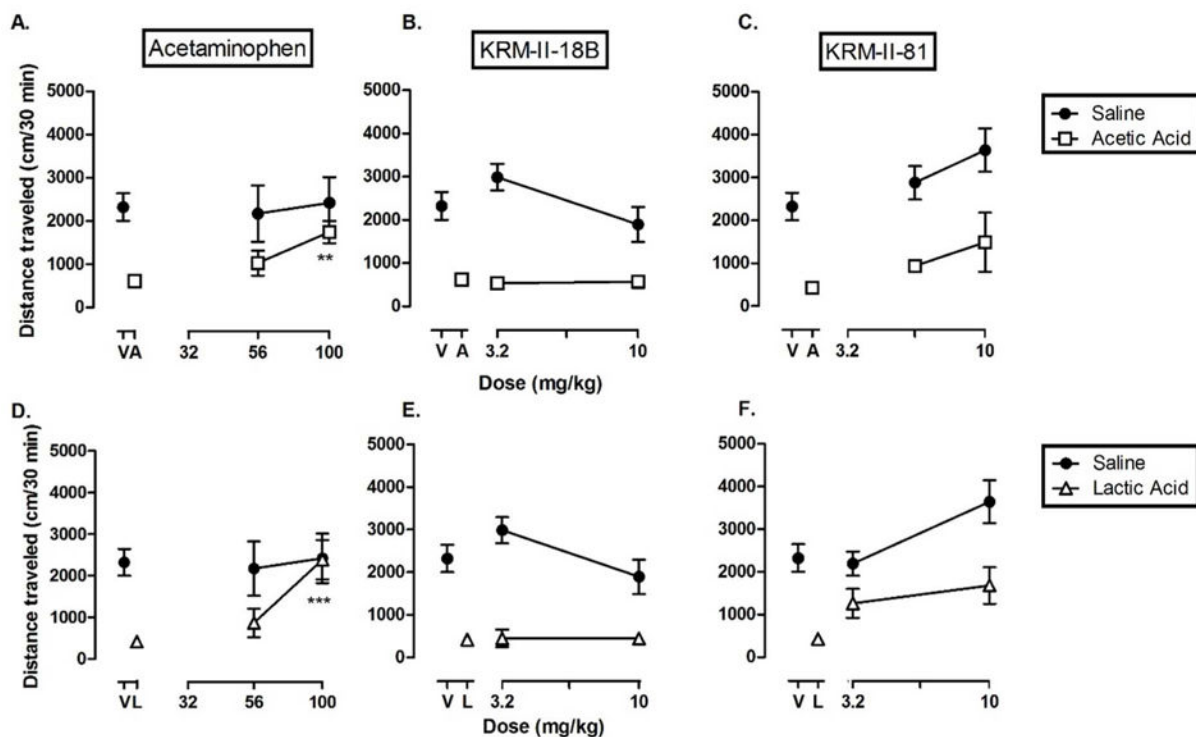 A. B. C.
Acetaminophen KRM-II-18B KRM-II-81
Distance traveled (cm/30 min)
5000 5000 5000
4000 4000 4000
3000 3000 3000
2000 2000 2000
1000 1000 1000
0 0 0
Saline
Acetic Acid
**
VA 32 56 100 V A 3.2 10 V A 3.2 10
Dose (mg/kg)
D. E. F.
Distance traveled (cm/30 min)
5000 5000 5000
4000 4000 4000
3000 3000 3000
2000 2000 2000
1000 1000 1000
0 0 0
Saline
Lactic Acid
***
VL 32 56 100 V L 3.2 10 V L 3.2 10
Dose (mg/kg)